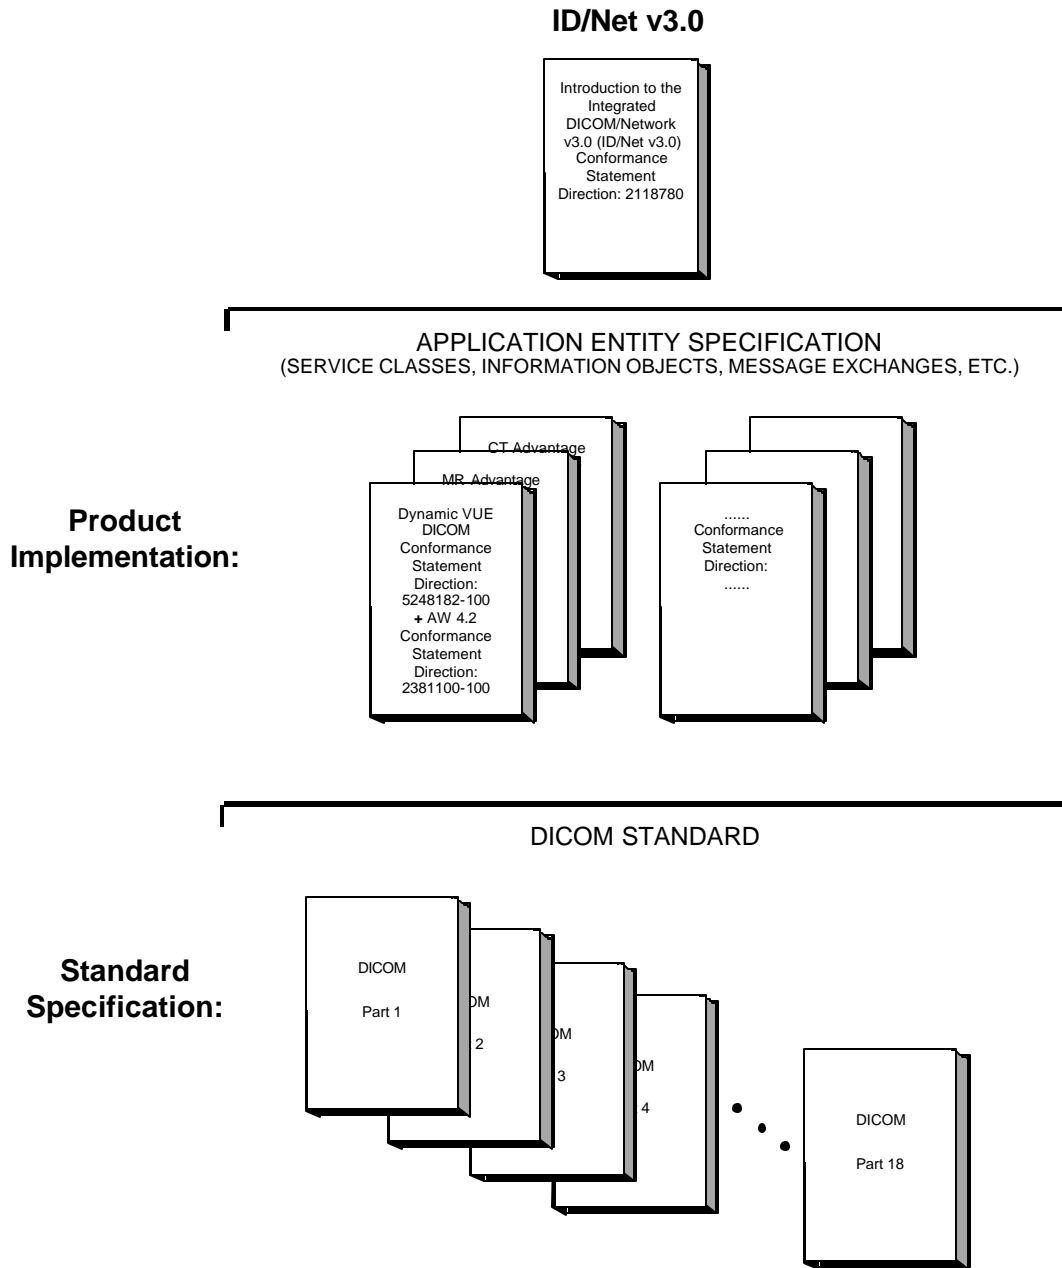 ID/Net v3.0
Introduction to the
Integrated
DICOM/Network
v3.0 (ID/Net v3.0)
Conformance
Statement
Direction: 2118780
APPLICATION ENTITY SPECIFICATION
(SERVICE CLASSES, INFORMATION OBJECTS, MESSAGE EXCHANGES, ETC.)
Product
Implementation:
CT Advantage
MR Advantage
Dynamic VUE
DICOM
Conformance
Statement
Direction:
5248182-100
+ AW 4.2
Conformance
Statement
Direction:
2381100-100
......
Conformance
Statement
Direction:
......
DICOM STANDARD
Standard
Specification:
DICOM
Part 1
OM
2
OM
3
OM
4
DICOM
Part 18